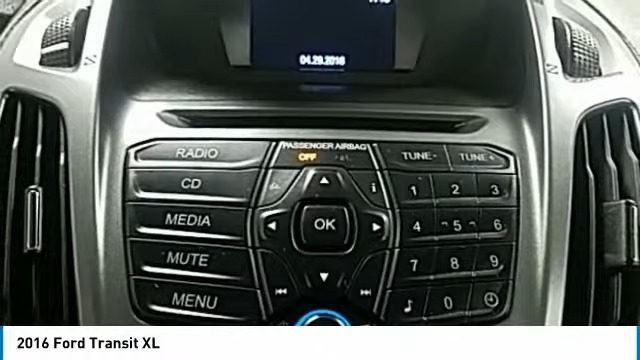 04.29.2016
PASSENGER AIRBAG
OFF
RADIO
TUNE-
TUNE+
CD
i
1
2
3
MEDIA
OK
4
5
6
MUTE
7
8
9
MENU
0
2016 Ford Transit XL